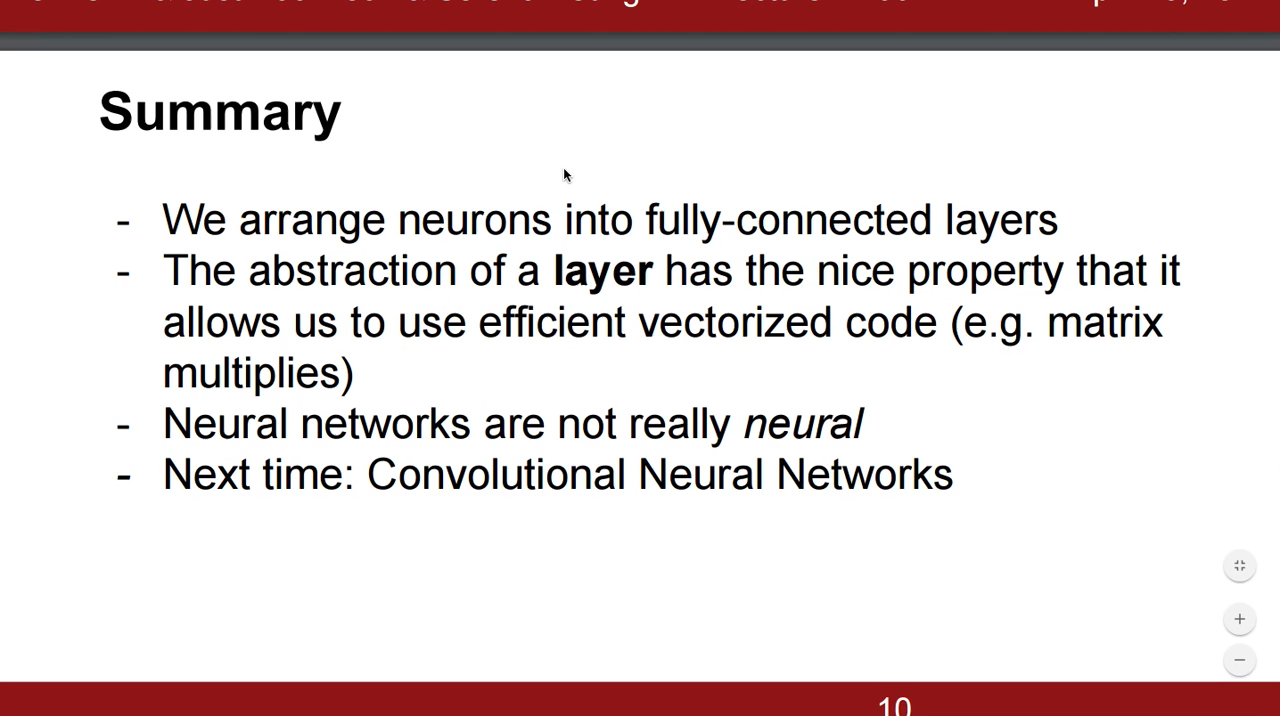 Summary
- We arrange neurons into fully-connected layers
- The abstraction of a layer has the nice property that it
allows us to use efficient vectorized code (e.g. matrix
multiplies)
- Neural networks are not really neural
- Next time: Convolutional Neural Networks
10